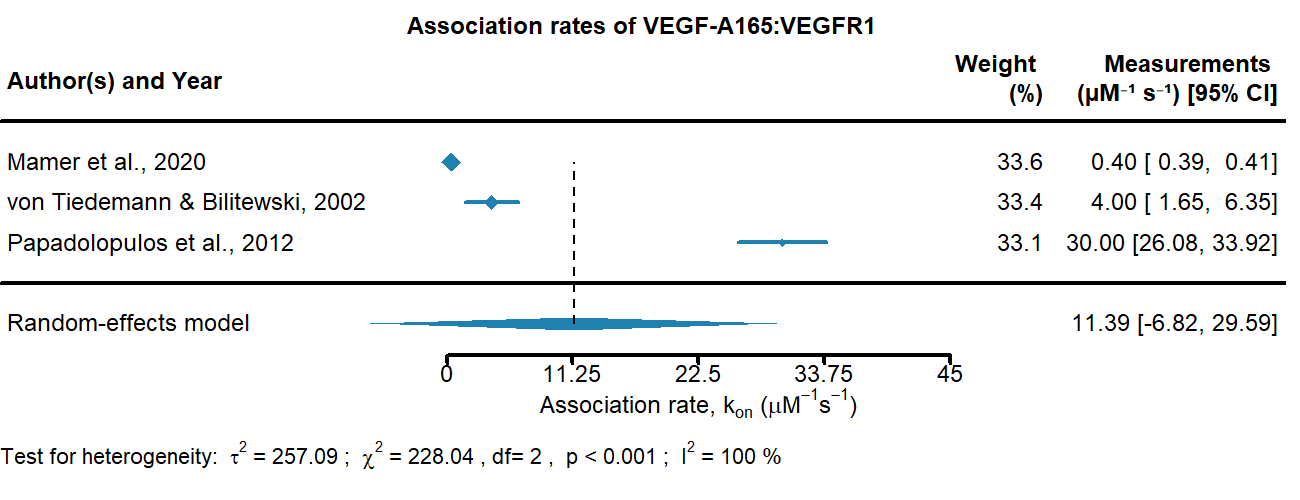 Association rates of VEGF-A165:VEGFR1
Author(s) and Year Weight (%) Measurements (μM⁻¹ s⁻¹) [95% CI]
Mamer et al., 2020 33.6 0.40 [ 0.39, 0.41]
von Tiedemann & Bilitewski, 2002 33.4 4.00 [ 1.65, 6.35]
Papadolopulos et al., 2012 33.1 30.00 [26.08, 33.92]
Random-effects model 11.39 [-6.82, 29.59]
0 11.25 22.5 33.75 45
Association rate, kₒₙ (μM⁻¹s⁻¹)
Test for heterogeneity: τ² = 257.09 ; χ² = 228.04 , df= 2 , p < 0.001 ; I² = 100 %